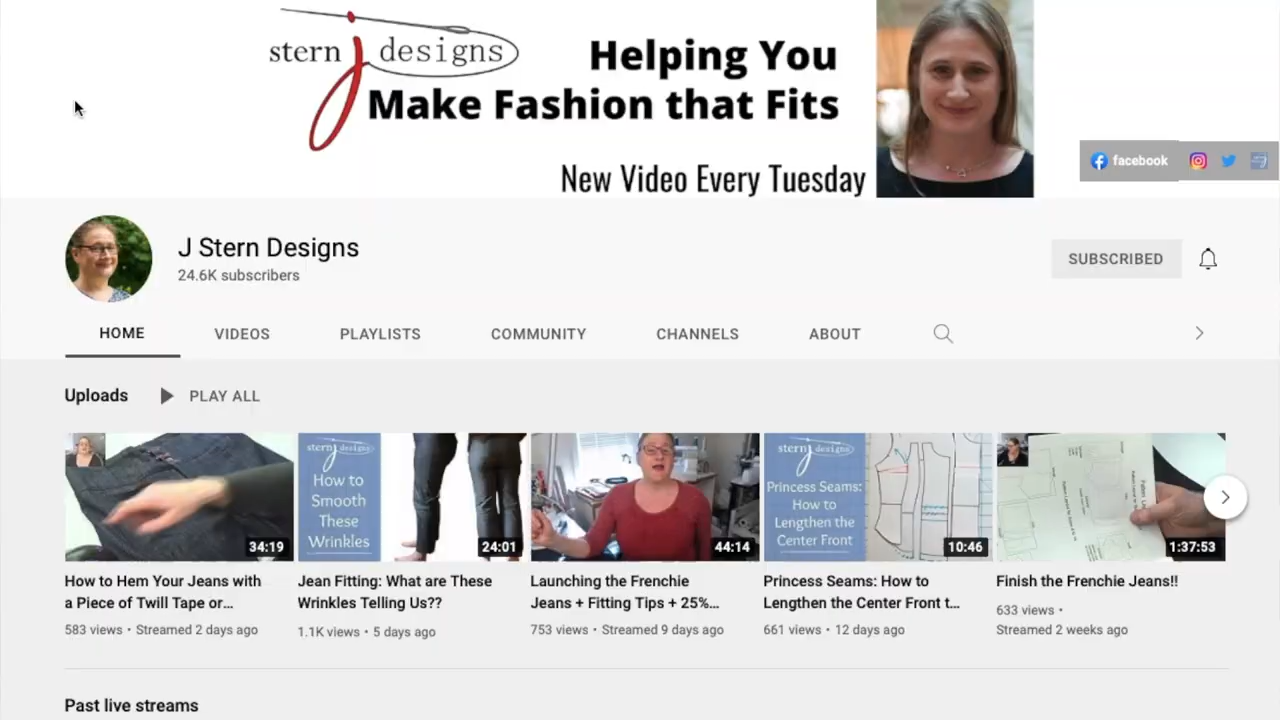 stern j designs
Helping You
Make Fashion that Fits
New Video Every Tuesday
facebook
J Stern Designs
24.6K subscribers
SUBSCRIBED
HOME VIDEOS PLAYLISTS COMMUNITY CHANNELS ABOUT
Uploads PLAY ALL
stern j designs
How to
Smooth
These
Wrinkles
stern j designs
Princess Seams:
How to
Lengthen the
Center Front
34:19 24:01 44:14 10:46 1:37:53
How to Hem Your Jeans with
a Piece of Twill Tape or...
583 views • Streamed 2 days ago
Jean Fitting: What are These
Wrinkles Telling Us??
1.1K views • 5 days ago
Launching the Frenchie
Jeans + Fitting Tips + 25%...
753 views • Streamed 9 days ago
Princess Seams: How to
Lengthen the Center Front t...
661 views • 12 days ago
Finish the Frenchie Jeans!!
633 views •
Streamed 2 weeks ago
Past live streams